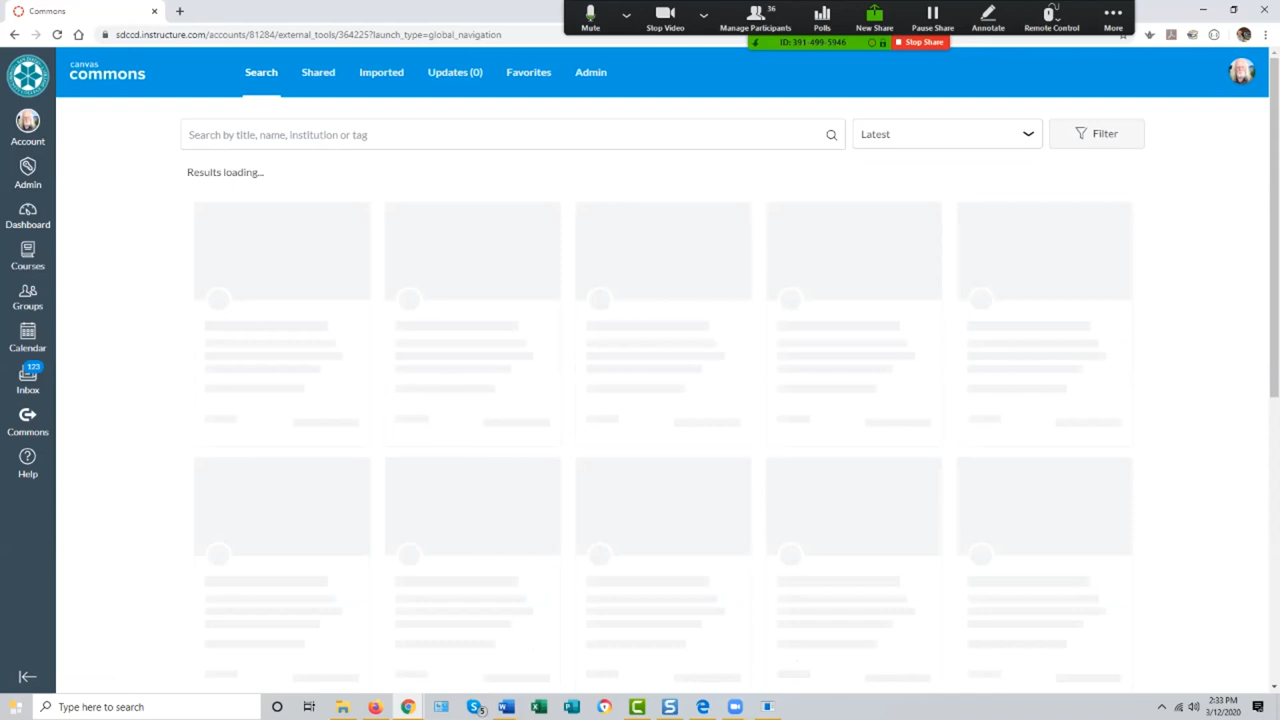 Commons
36
Mute
Stop Video
Manage Participants
Polls
New Share
Pause Share
Annotate
Remote Control
More
sdccd.instructure.com/accounts/81284/external_tools/364225?launch_type=global_navigation
ID: 391-499-5946
Stop Share
canvas
commons
Search
Shared
Imported
Updates (0)
Favorites
Admin
Account
Admin
Dashboard
Courses
Groups
Calendar
123
Inbox
Commons
Help
Search by title, name, institution or tag
Latest
Filter
Results loading...
Type here to search
5
2:33 PM
3/12/2020